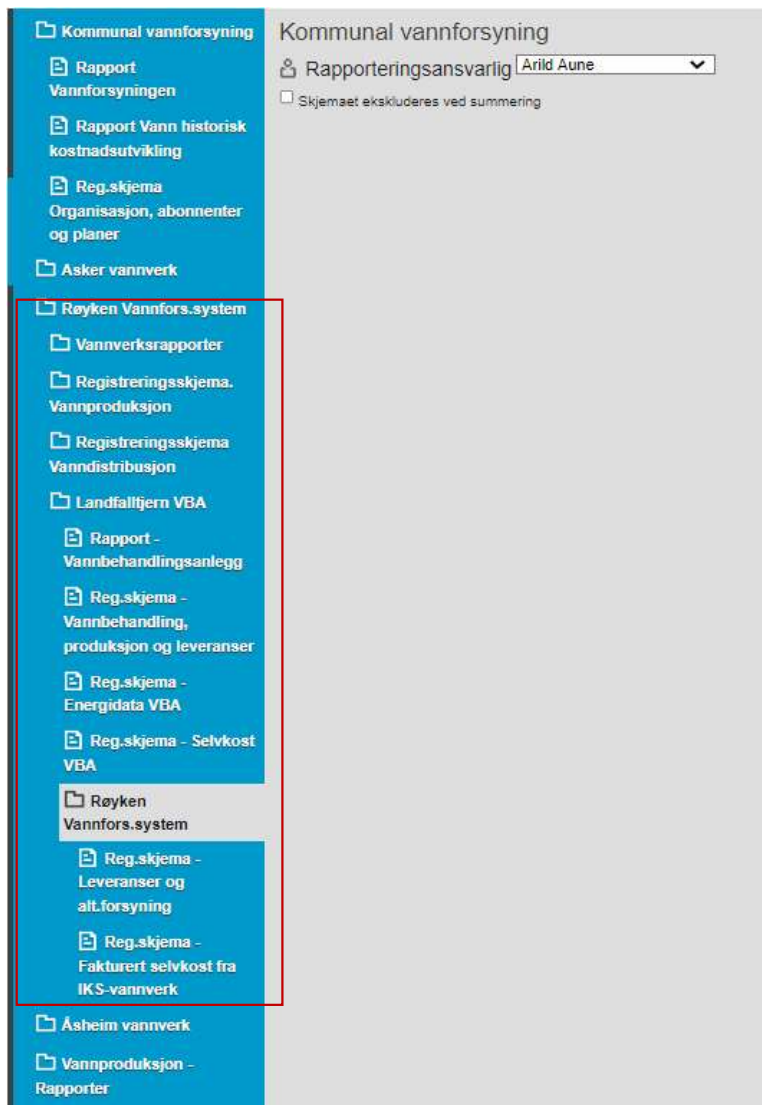 Kommunal vannforsyning
Rapport
Vannforsyningen
Rapport Vann historisk
kostnadsutvikling
Reg.skjema
Organisasjon, abonnenter
og planer
Asker vannverk
Røyken Vannfors.system
Vannverksrapporter
Registreringsskjema.
Vannproduksjon
Registreringsskjema
Vanndistribusjon
Landfalltjern VBA
Rapport -
Vannbehandlingsanlegg
Reg.skjema -
Vannbehandling,
produksjon og leveranser
Reg.skjema -
Energidata VBA
Reg.skjema - Selvkost
VBA
Røyken
Vannfors.system
Reg.skjema -
Leveranser og
alt.forsyning
Reg.skjema -
Fakturert selvkost fra
IKS-vannverk
Åsheim vannverk
Vannproduksjon -
Rapporter
Kommunal vannforsyning
Rapporteringsansvarlig Arild Aune
Skjemaet ekskluderes ved summering